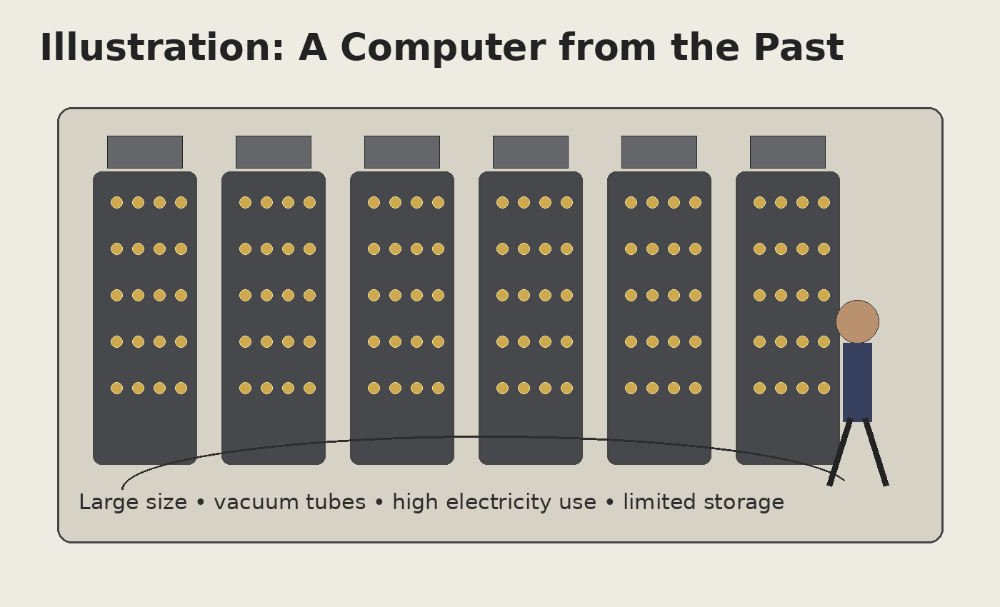 Illustration: A Computer from the Past
Large size • vacuum tubes • high electricity use • limited storage